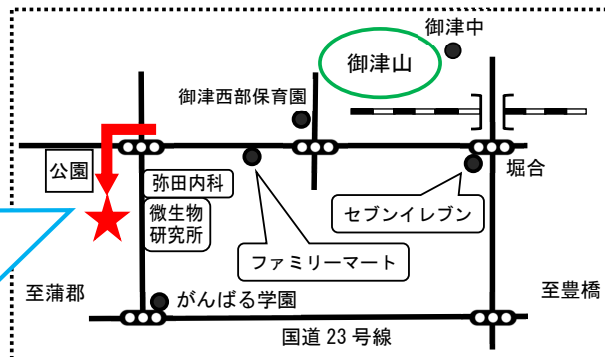 御津中
御津山
御津西部保育園
公園
弥田内科
堀合
微生物
研究所
セブンイレブン
ファミリーマート
至蒲郡
至豊橋
がんばる学園
国道 23 号線